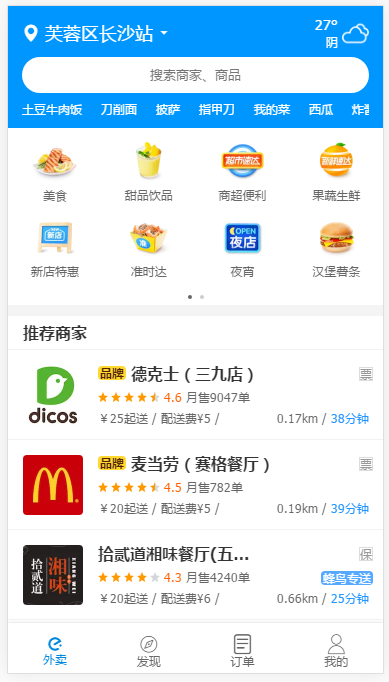 芙蓉区长沙站
27°
阴
搜索商家、商品
土豆牛肉饭 刀削面 披萨 指甲刀 我的菜 西瓜 炸酱
超市速达 新鲜速达
美食 甜品饮品 商超便利 果蔬生鲜
新店 准 OPEN
夜店
新店特惠 准时达 夜宵 汉堡薯条
推荐商家
品牌 德克士（三九店） 票
4.6 月售9047单
¥25起送 / 配送费¥5 / 0.17km / 38分钟
dicos
品牌 麦当劳（赛格餐厅） 票
4.5 月售782单
¥20起送 / 配送费¥5 / 0.19km / 39分钟
拾贰道 湘味 XIANG WEI
拾贰道湘味餐厅(五... 保
4.3 月售4240单 蜂鸟专送
¥20起送 / 配送费¥6 / 0.66km / 25分钟
外卖 发现 订单 我的